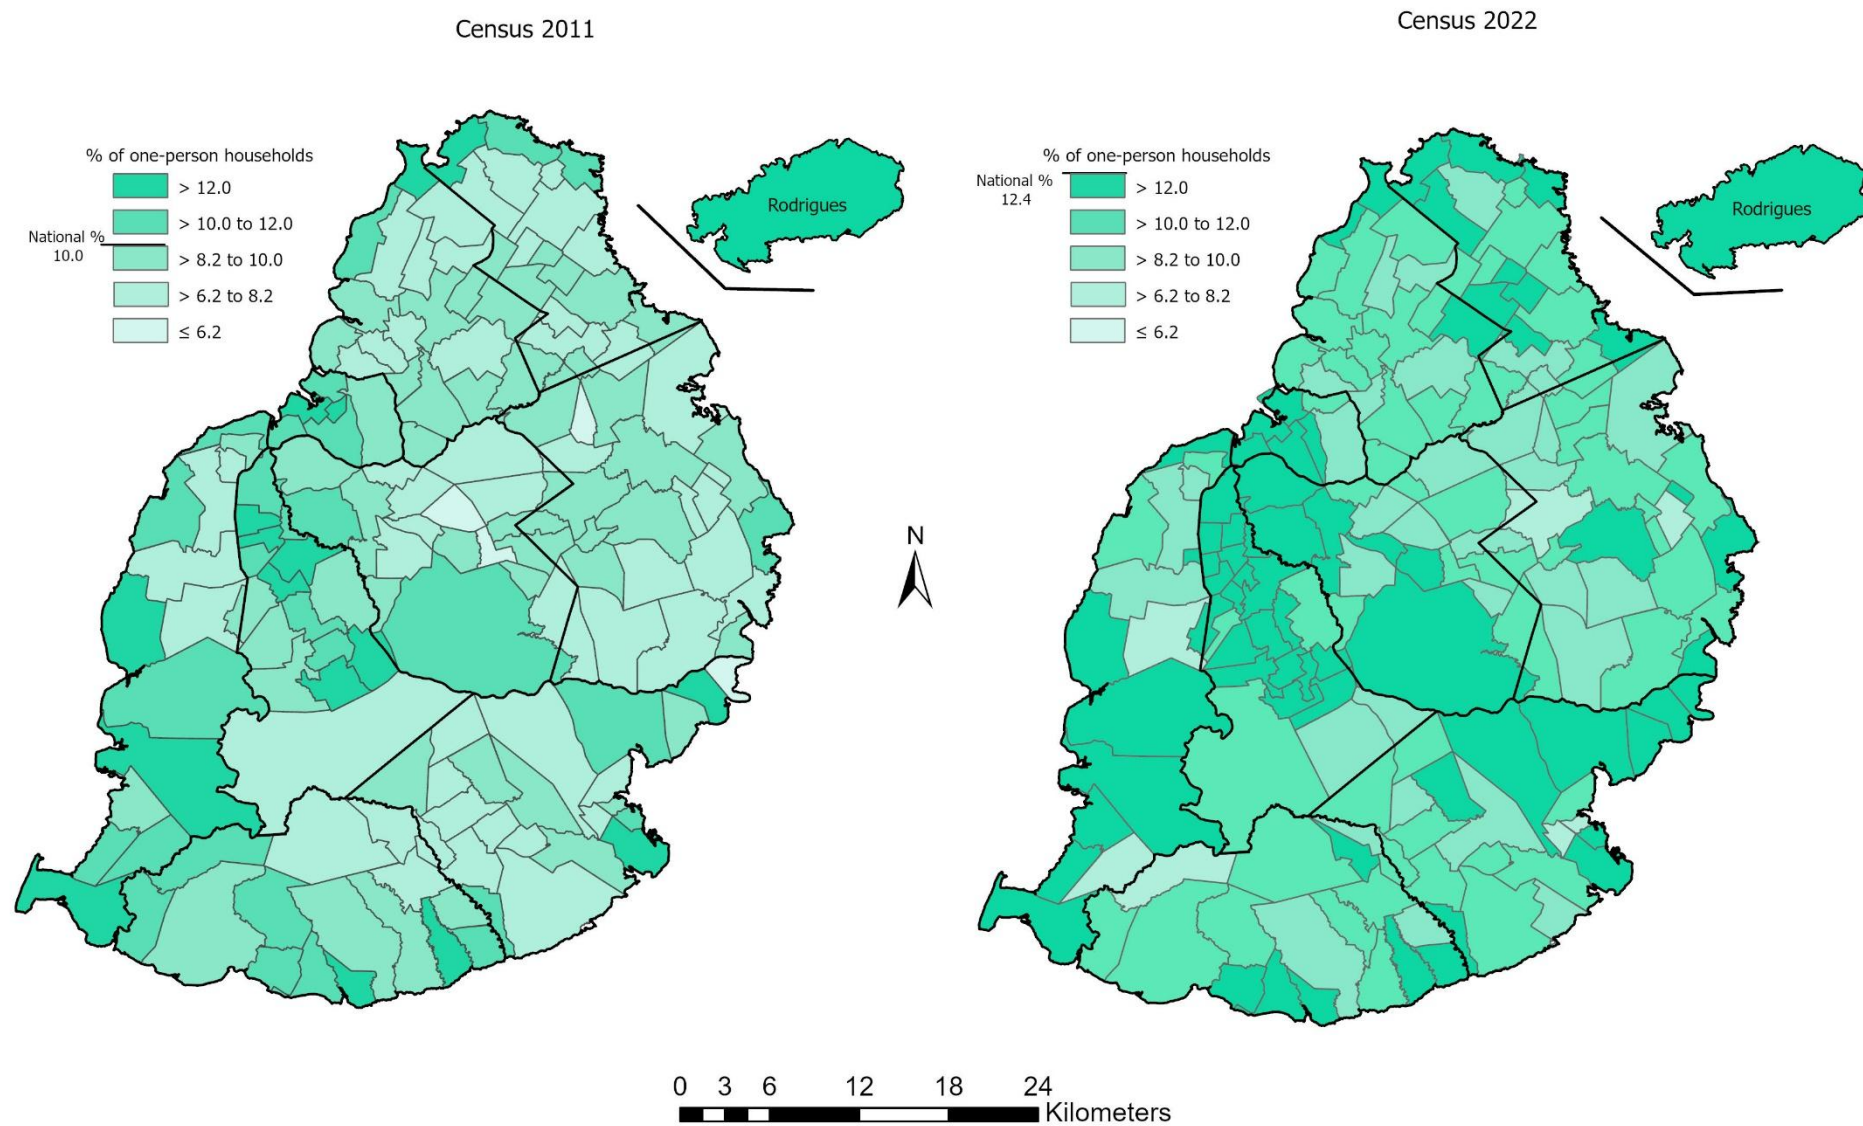 Census 2011
% of one-person households
> 12.0
> 10.0 to 12.0
National %
10.0
> 8.2 to 10.0
> 6.2 to 8.2
≤ 6.2
Rodrigues
Census 2022
% of one-person households
National %
12.4
> 12.0
> 10.0 to 12.0
> 8.2 to 10.0
> 6.2 to 8.2
≤ 6.2
Rodrigues
N
0 3 6 12 18 24
Kilometers